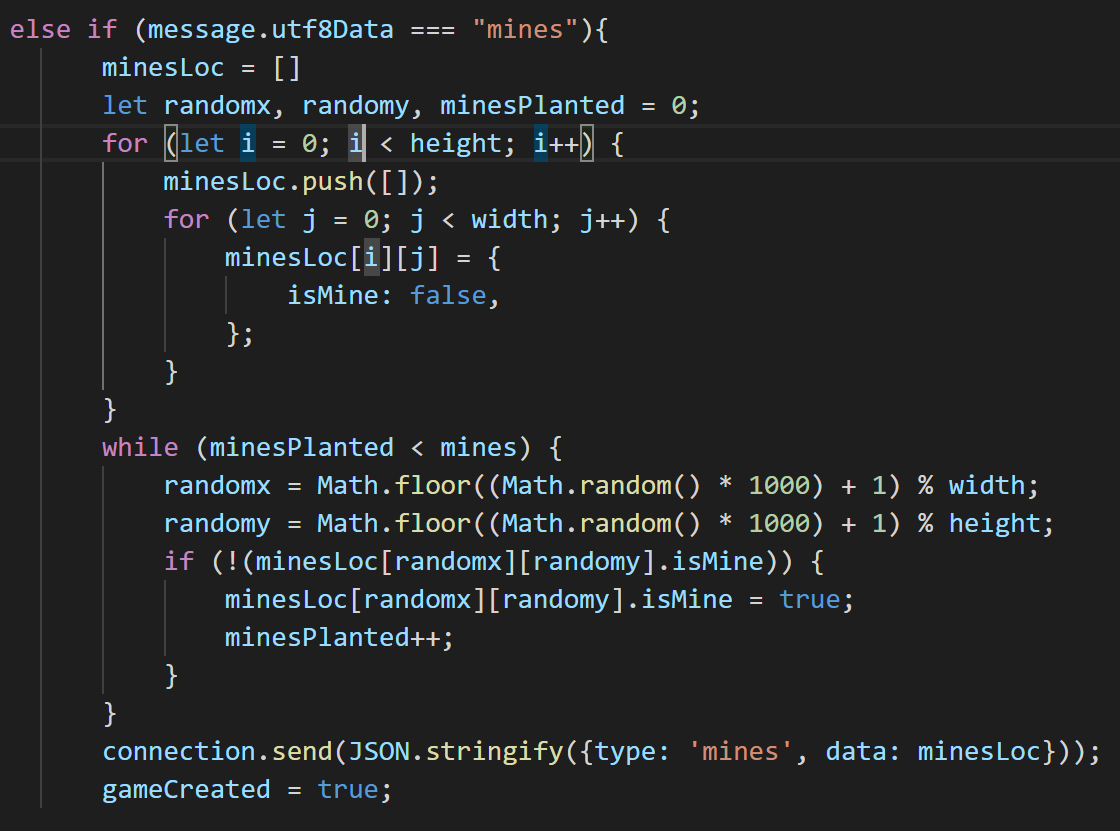 else if (message.utf8Data === "mines"){
minesLoc = []
let randomx, randomy, minesPlanted = 0;
for (let i = 0; i < height; i++) {
minesLoc.push([]);
for (let j = 0; j < width; j++) {
minesLoc[i][j] = {
isMine: false,
};
}
}
while (minesPlanted < mines) {
randomx = Math.floor((Math.random() * 1000) + 1) % width;
randomy = Math.floor((Math.random() * 1000) + 1) % height;
if (!(minesLoc[randomx][randomy].isMine)) {
minesLoc[randomx][randomy].isMine = true;
minesPlanted++;
}
}
connection.send(JSON.stringify({type: 'mines', data: minesLoc}));
gameCreated = true;